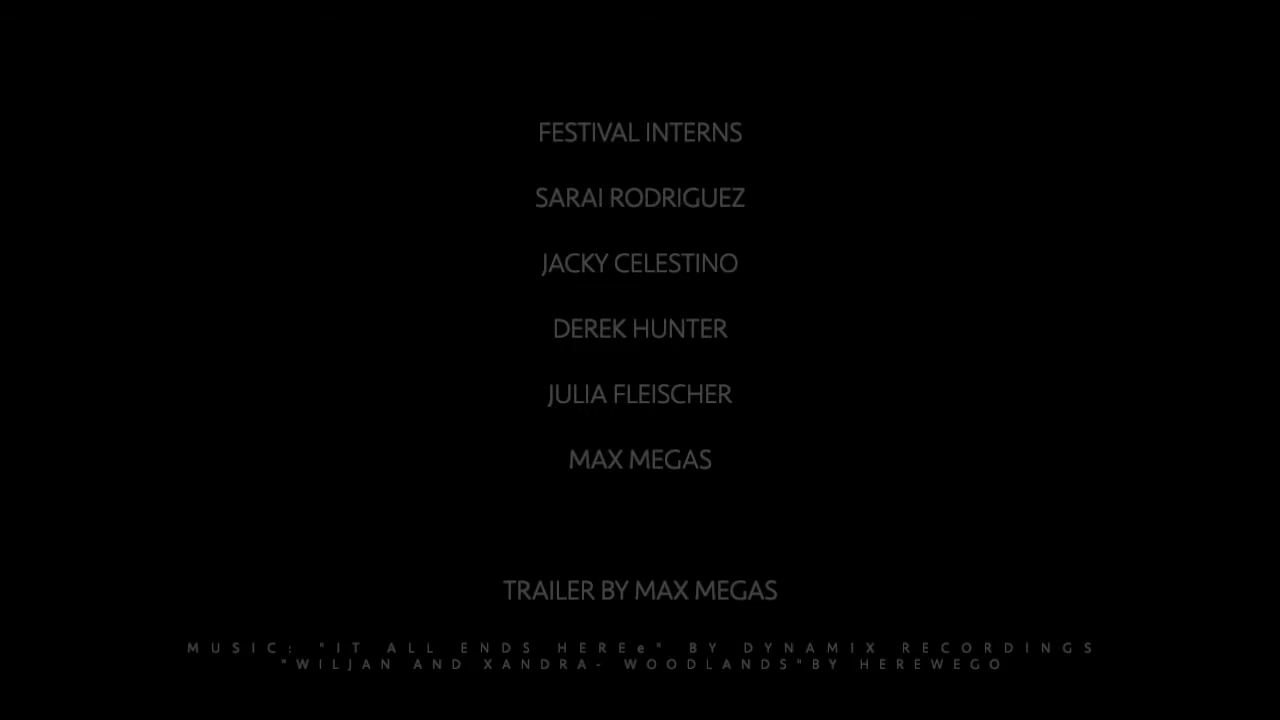 FESTIVAL INTERNS
SARAI RODRIGUEZ
JACKY CELESTINO
DEREK HUNTER
JULIA FLEISCHER
MAX MEGAS
TRAILER BY MAX MEGAS
MUSIC: "IT ALL ENDS HEREe" BY DYNAMIX RECORDINGS
"WILJAN AND XANDRA- WOODLANDS"BY HEREWEGO